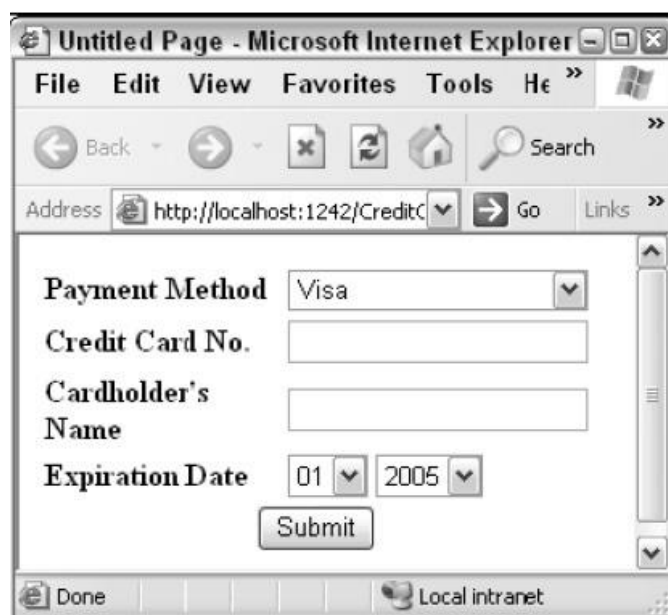 Untitled Page - Microsoft Internet Explorer
File Edit View Favorites Tools He »
Back Search »
Address http://localhost:1242/CreditC Go Links »
Payment Method Visa
Credit Card No.
Cardholder's
Name
Expiration Date 01 2005
Submit
Done Local intranet